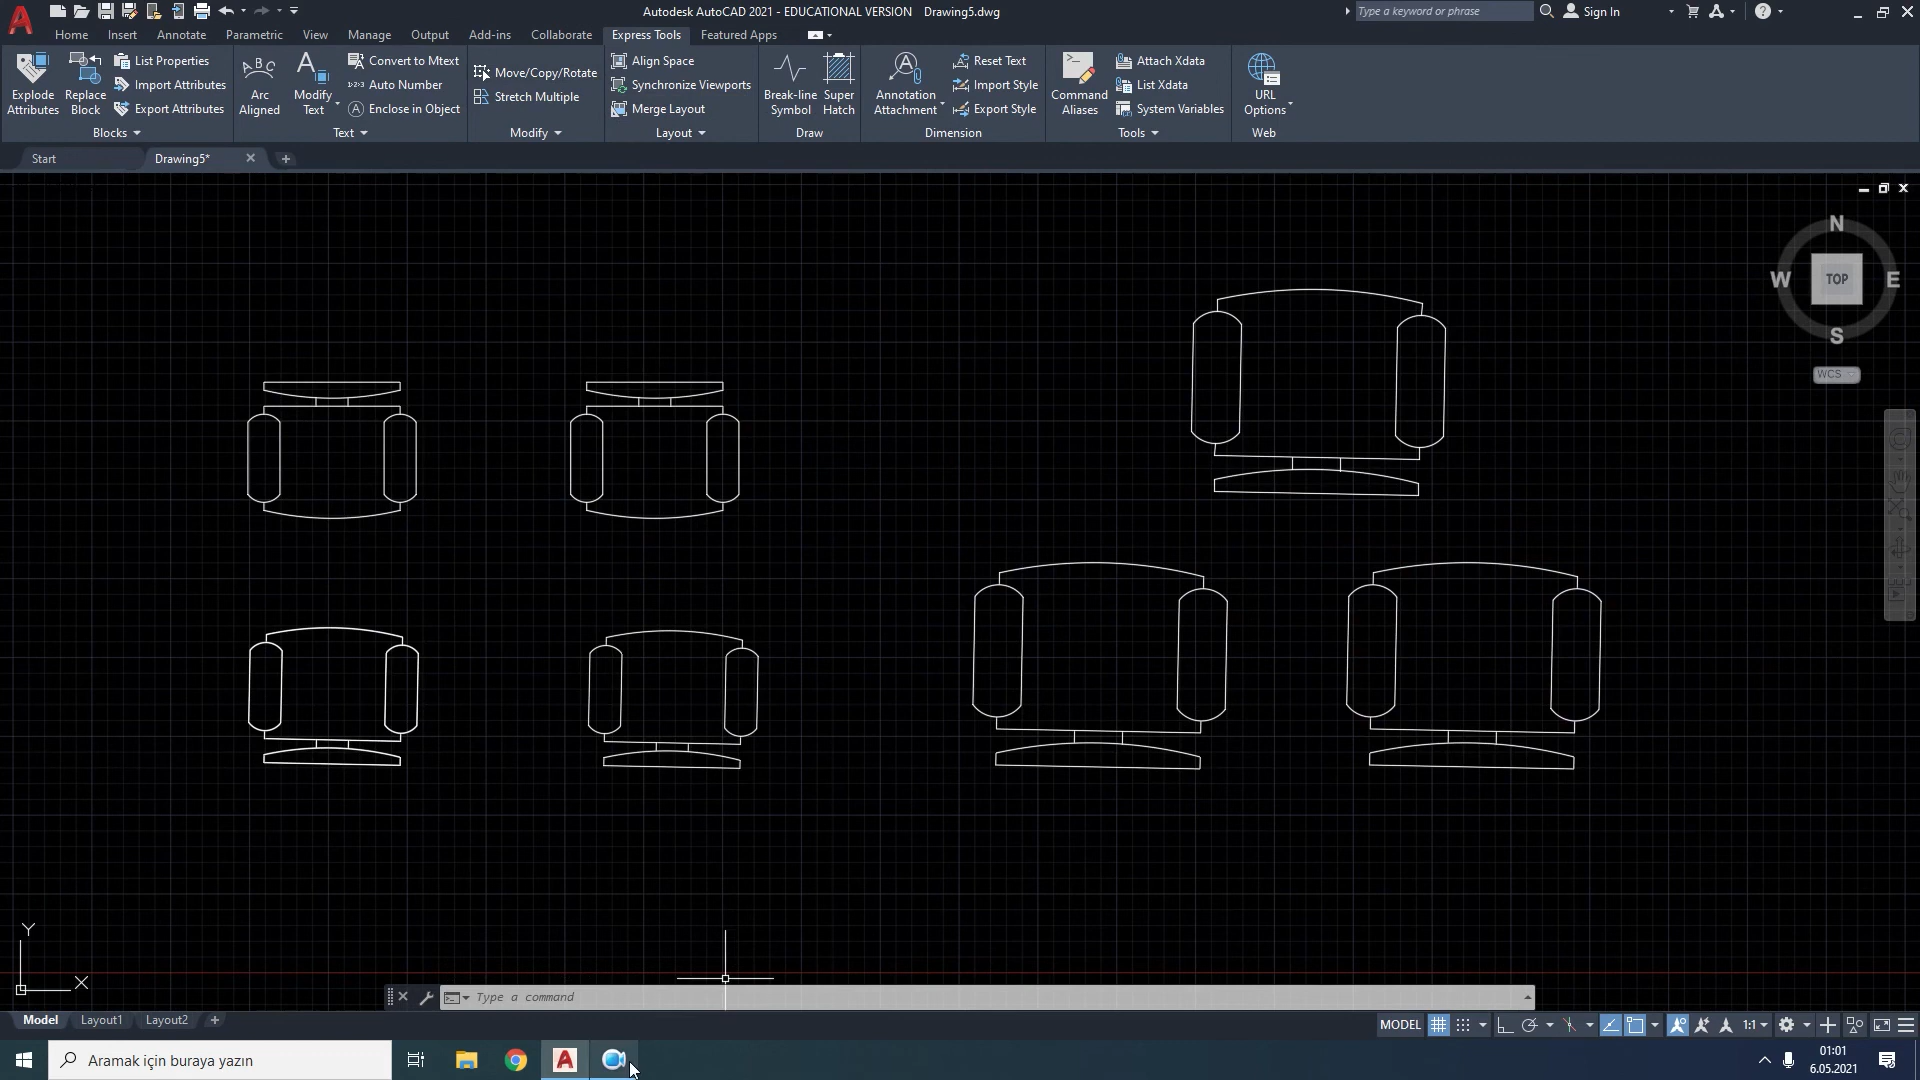 Autodesk AutoCAD 2021 - EDUCATIONAL VERSION Drawing5.dwg
Type a keyword or phrase
Sign In
Home Insert Annotate Parametric View Manage Output Add-ins Collaborate Express Tools Featured Apps
Explode Attributes
Replace Block
List Properties
Import Attributes
Export Attributes
Blocks
ABC
Arc Aligned
A
Modify Text
Convert to Mtext
Auto Number
Enclose in Object
Text
Move/Copy/Rotate
Stretch Multiple
Modify
Align Space
Synchronize Viewports
Merge Layout
Layout
Break-line Symbol
Super Hatch
Draw
Annotation Attachment
Reset Text
Import Style
Export Style
Dimension
Command Aliases
Attach Xdata
List Xdata
System Variables
Tools
URL Options
Web
Start
Drawing5*
N
W TOP E
S
WCS
Y
X
Type a command
Model Layout1 Layout2
MODEL
1:1
Aramak için buraya yazın
01:01
6.05.2021